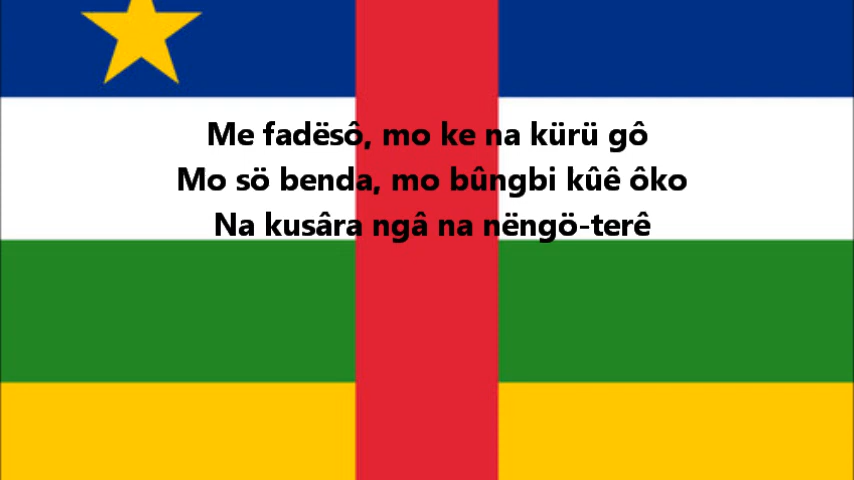 Me fadësô, mo ke na kürü gô
Mo sö benda, mo bûngbi kûê ôko
Na kusâra ngâ na nëngö-terê